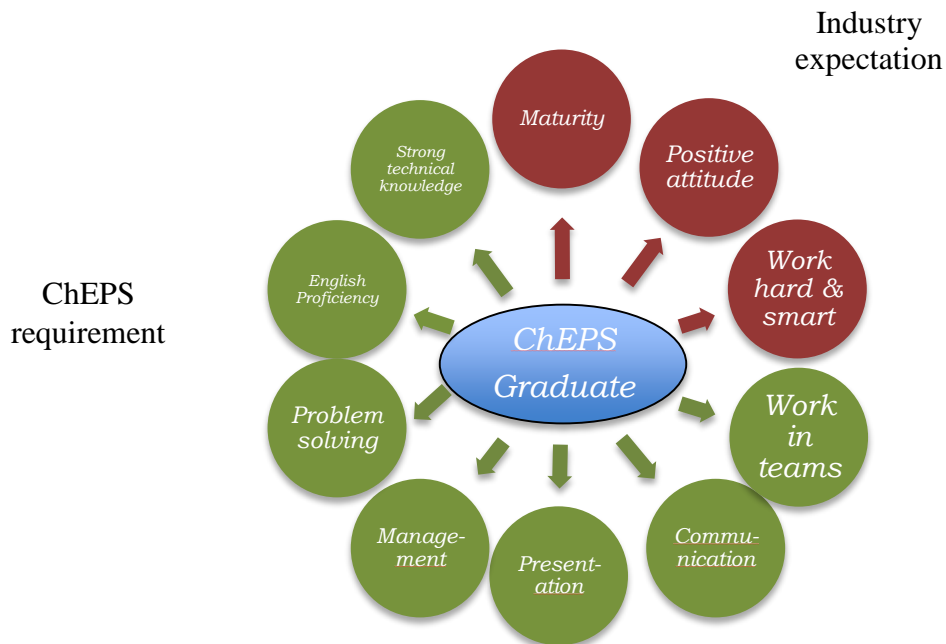 Industry
expectation
Maturity
Positive
attitude
Strong
technical
knowledge
Work
hard &
smart
English
Proficiency
ChEPS
requirement
ChEPS
Graduate
Problem
solving
Work
in
teams
Manage-
ment
Present-
ation
Commu-
nication